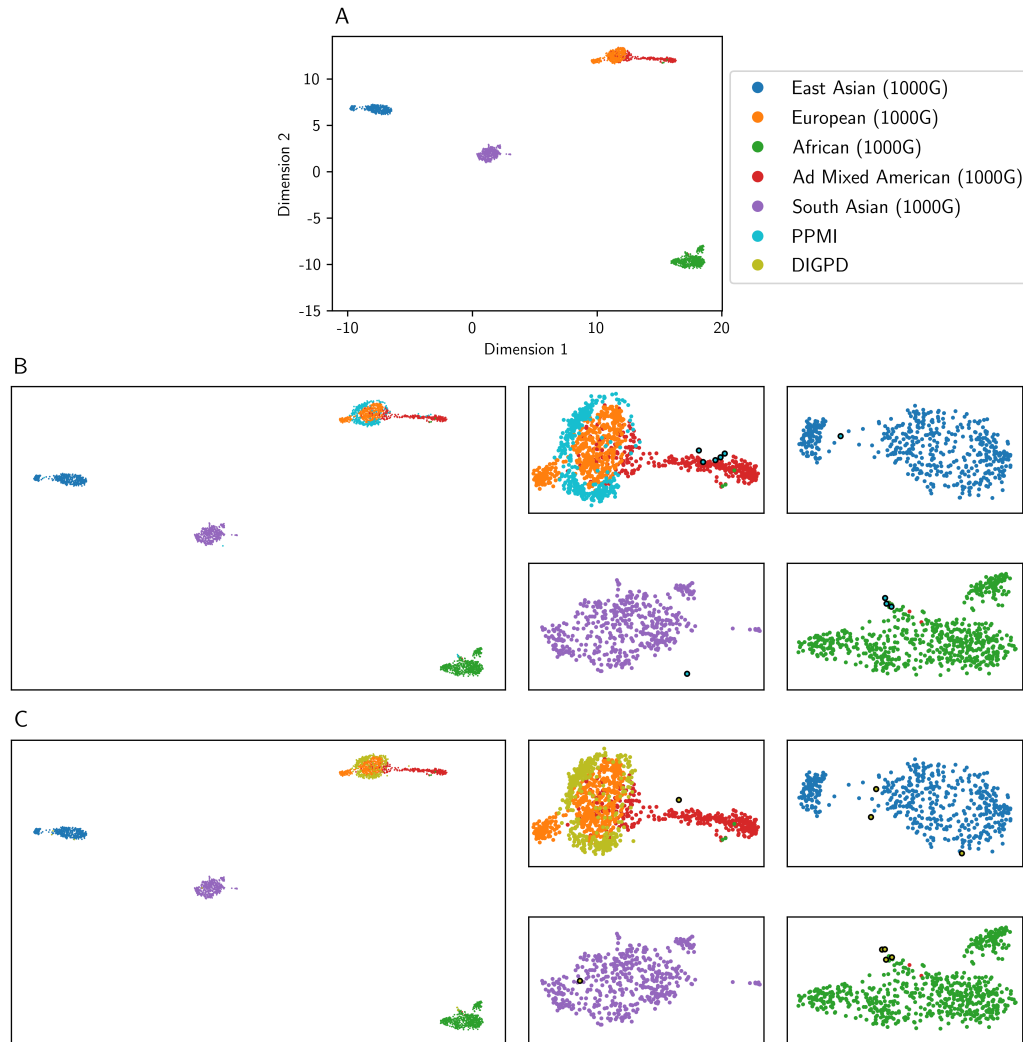 A
10
5
0
-5
-10
-15
-10
0
10
20
Dimension 2
Dimension 1
East Asian (1000G)
European (1000G)
African (1000G)
Ad Mixed American (1000G)
South Asian (1000G)
PPMI
DIGPD
B
C